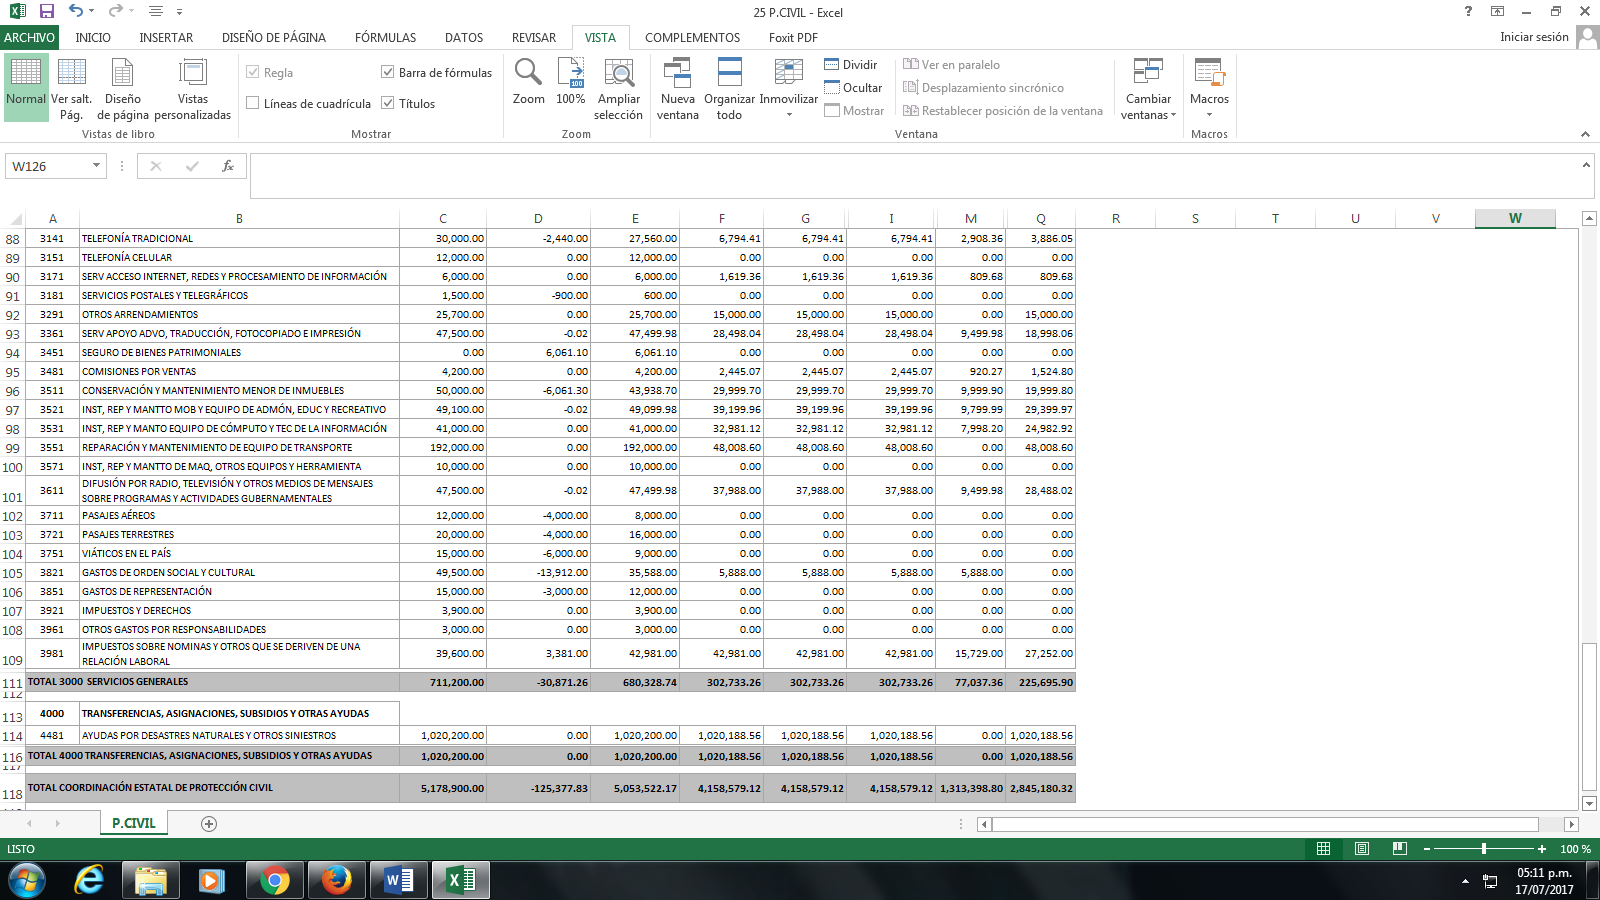 25 P.CIVIL - Excel
ARCHIVO INICIO INSERTAR DISEÑO DE PÁGINA FÓRMULAS DATOS REVISAR VISTA COMPLEMENTOS Foxit PDF Iniciar sesión
Normal Ver salt. Pág. Diseño de página Vistas personalizadas
Vistas de libro
Regla Barra de fórmulas
Líneas de cuadrícula Títulos
Mostrar
Zoom 100% Ampliar selección
Zoom
Nueva ventana Organizar todo Inmovilizar
Dividir Ver en paralelo
Ocultar Desplazamiento sincrónico
Mostrar Restablecer posición de la ventana
Ventana
Cambiar ventanas Macros
Macros
W126 fx
A B C D E F G I M Q R S T U V W
88 3141 TELEFONÍA TRADICIONAL 30,000.00 -2,440.00 27,560.00 6,794.41 6,794.41 6,794.41 2,908.36 3,886.05
89 3151 TELEFONÍA CELULAR 12,000.00 0.00 12,000.00 0.00 0.00 0.00 0.00 0.00
90 3171 SERV ACCESO INTERNET, REDES Y PROCESAMIENTO DE INFORMACIÓN 6,000.00 0.00 6,000.00 1,619.36 1,619.36 1,619.36 809.68 809.68
91 3181 SERVICIOS POSTALES Y TELEGRÁFICOS 1,500.00 -900.00 600.00 0.00 0.00 0.00 0.00 0.00
92 3291 OTROS ARRENDAMIENTOS 25,700.00 0.00 25,700.00 15,000.00 15,000.00 15,000.00 0.00 15,000.00
93 3361 SERV APOYO ADVO, TRADUCCIÓN, FOTOCOPIADO E IMPRESIÓN 47,500.00 -0.02 47,499.98 28,498.04 28,498.04 28,498.04 9,499.98 18,998.06
94 3451 SEGURO DE BIENES PATRIMONIALES 0.00 6,061.10 6,061.10 0.00 0.00 0.00 0.00 0.00
95 3481 COMISIONES POR VENTAS 4,200.00 0.00 4,200.00 2,445.07 2,445.07 2,445.07 920.27 1,524.80
96 3511 CONSERVACIÓN Y MANTENIMIENTO MENOR DE INMUEBLES 50,000.00 -6,061.30 43,938.70 29,999.70 29,999.70 29,999.70 9,999.90 19,999.80
97 3521 INST, REP Y MANTTO MOB Y EQUIPO DE ADMÓN, EDUC Y RECREATIVO 49,100.00 -0.02 49,099.98 39,199.96 39,199.96 39,199.96 9,799.99 29,399.97
98 3531 INST, REP Y MANTO EQUIPO DE CÓMPUTO Y TEC DE LA INFORMACIÓN 41,000.00 0.00 41,000.00 32,981.12 32,981.12 32,981.12 7,998.20 24,982.92
99 3551 REPARACIÓN Y MANTENIMIENTO DE EQUIPO DE TRANSPORTE 192,000.00 0.00 192,000.00 48,008.60 48,008.60 48,008.60 0.00 48,008.60
100 3571 INST, REP Y MANTTO DE MAQ, OTROS EQUIPOS Y HERRAMIENTA 10,000.00 0.00 10,000.00 0.00 0.00 0.00 0.00 0.00
101 3611 DIFUSIÓN POR RADIO, TELEVISIÓN Y OTROS MEDIOS DE MENSAJES
SOBRE PROGRAMAS Y ACTIVIDADES GUBERNAMENTALES 47,500.00 -0.02 47,499.98 37,988.00 37,988.00 37,988.00 9,499.98 28,488.02
102 3711 PASAJES AÉREOS 12,000.00 -4,000.00 8,000.00 0.00 0.00 0.00 0.00 0.00
103 3721 PASAJES TERRESTRES 20,000.00 -4,000.00 16,000.00 0.00 0.00 0.00 0.00 0.00
104 3751 VIÁTICOS EN EL PAÍS 15,000.00 -6,000.00 9,000.00 0.00 0.00 0.00 0.00 0.00
105 3821 GASTOS DE ORDEN SOCIAL Y CULTURAL 49,500.00 -13,912.00 35,588.00 5,888.00 5,888.00 5,888.00 5,888.00 0.00
106 3851 GASTOS DE REPRESENTACIÓN 15,000.00 -3,000.00 12,000.00 0.00 0.00 0.00 0.00 0.00
107 3921 IMPUESTOS Y DERECHOS 3,900.00 0.00 3,900.00 0.00 0.00 0.00 0.00 0.00
108 3961 OTROS GASTOS POR RESPONSABILIDADES 3,000.00 0.00 3,000.00 0.00 0.00 0.00 0.00 0.00
109 3981 IMPUESTOS SOBRE NOMINAS Y OTROS QUE SE DERIVEN DE UNA
RELACIÓN LABORAL 39,600.00 3,381.00 42,981.00 42,981.00 42,981.00 42,981.00 15,729.00 27,252.00
111 TOTAL 3000 SERVICIOS GENERALES 711,200.00 -30,871.26 680,328.74 302,733.26 302,733.26 302,733.26 77,037.36 225,695.90
112
113 4000 TRANSFERENCIAS, ASIGNACIONES, SUBSIDIOS Y OTRAS AYUDAS
114 4481 AYUDAS POR DESASTRES NATURALES Y OTROS SINIESTROS 1,020,200.00 0.00 1,020,200.00 1,020,188.56 1,020,188.56 1,020,188.56 0.00 1,020,188.56
116 TOTAL 4000 TRANSFERENCIAS, ASIGNACIONES, SUBSIDIOS Y OTRAS AYUDAS 1,020,200.00 0.00 1,020,200.00 1,020,188.56 1,020,188.56 1,020,188.56 0.00 1,020,188.56
118 TOTAL COORDINACIÓN ESTATAL DE PROTECCIÓN CIVIL 5,178,900.00 -125,377.83 5,053,522.17 4,158,579.12 4,158,579.12 4,158,579.12 1,313,398.80 2,845,180.32
P.CIVIL
LISTO 100 %
05:11 p.m.
17/07/2017